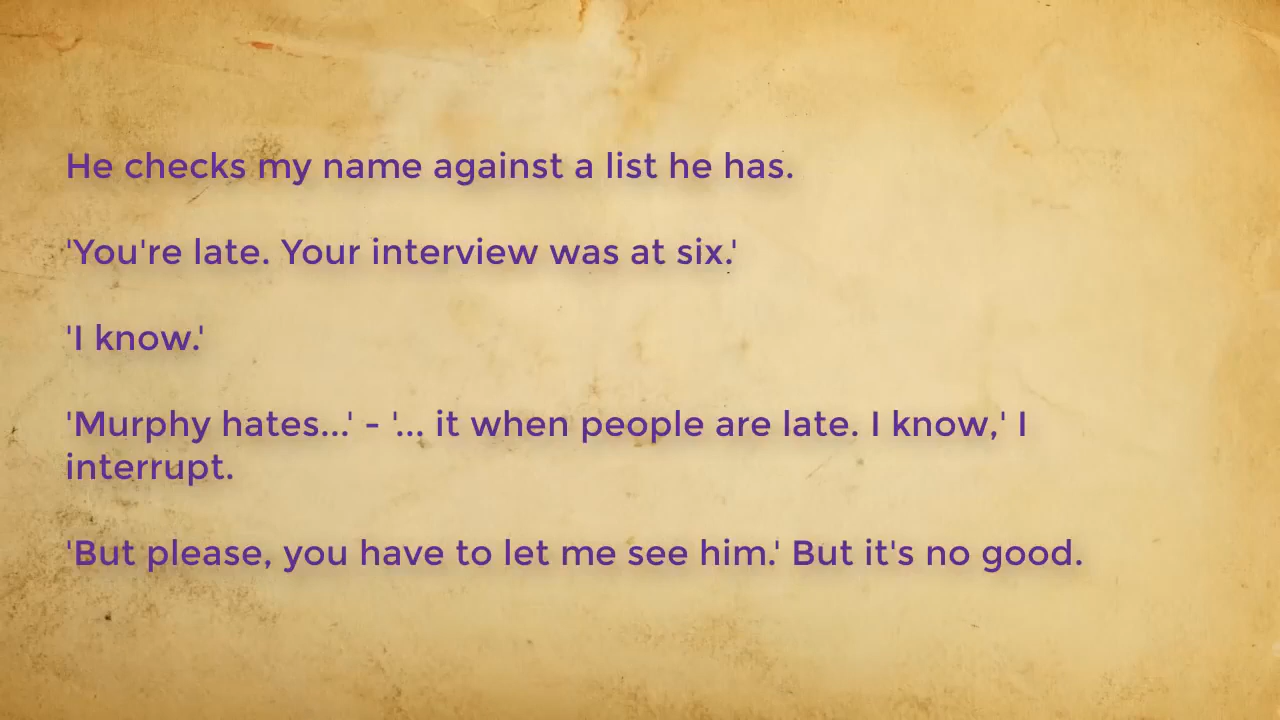 He checks my name against a list he has.
'You're late. Your interview was at six.'
'I know.'
'Murphy hates...' - '... it when people are late. I know,' I
interrupt.
'But please, you have to let me see him.' But it's no good.